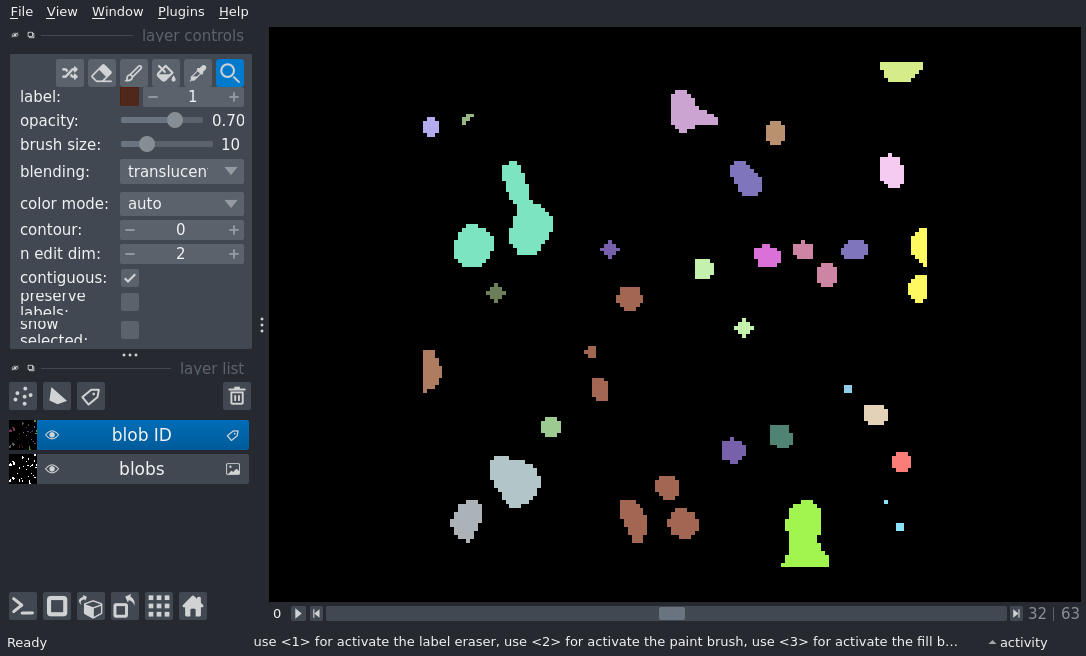 File View Window Plugins Help
layer controls
label: − 1 +
opacity: 0.70
brush size: 10
blending: translucen
color mode: auto
contour: − 0 +
n edit dim: − 2 +
contiguous:
preserve
labels:
show
selected:
layer list
blob ID
blobs
0 32 63
Ready use <1> for activate the label eraser, use <2> for activate the paint brush, use <3> for activate the fill b... activity